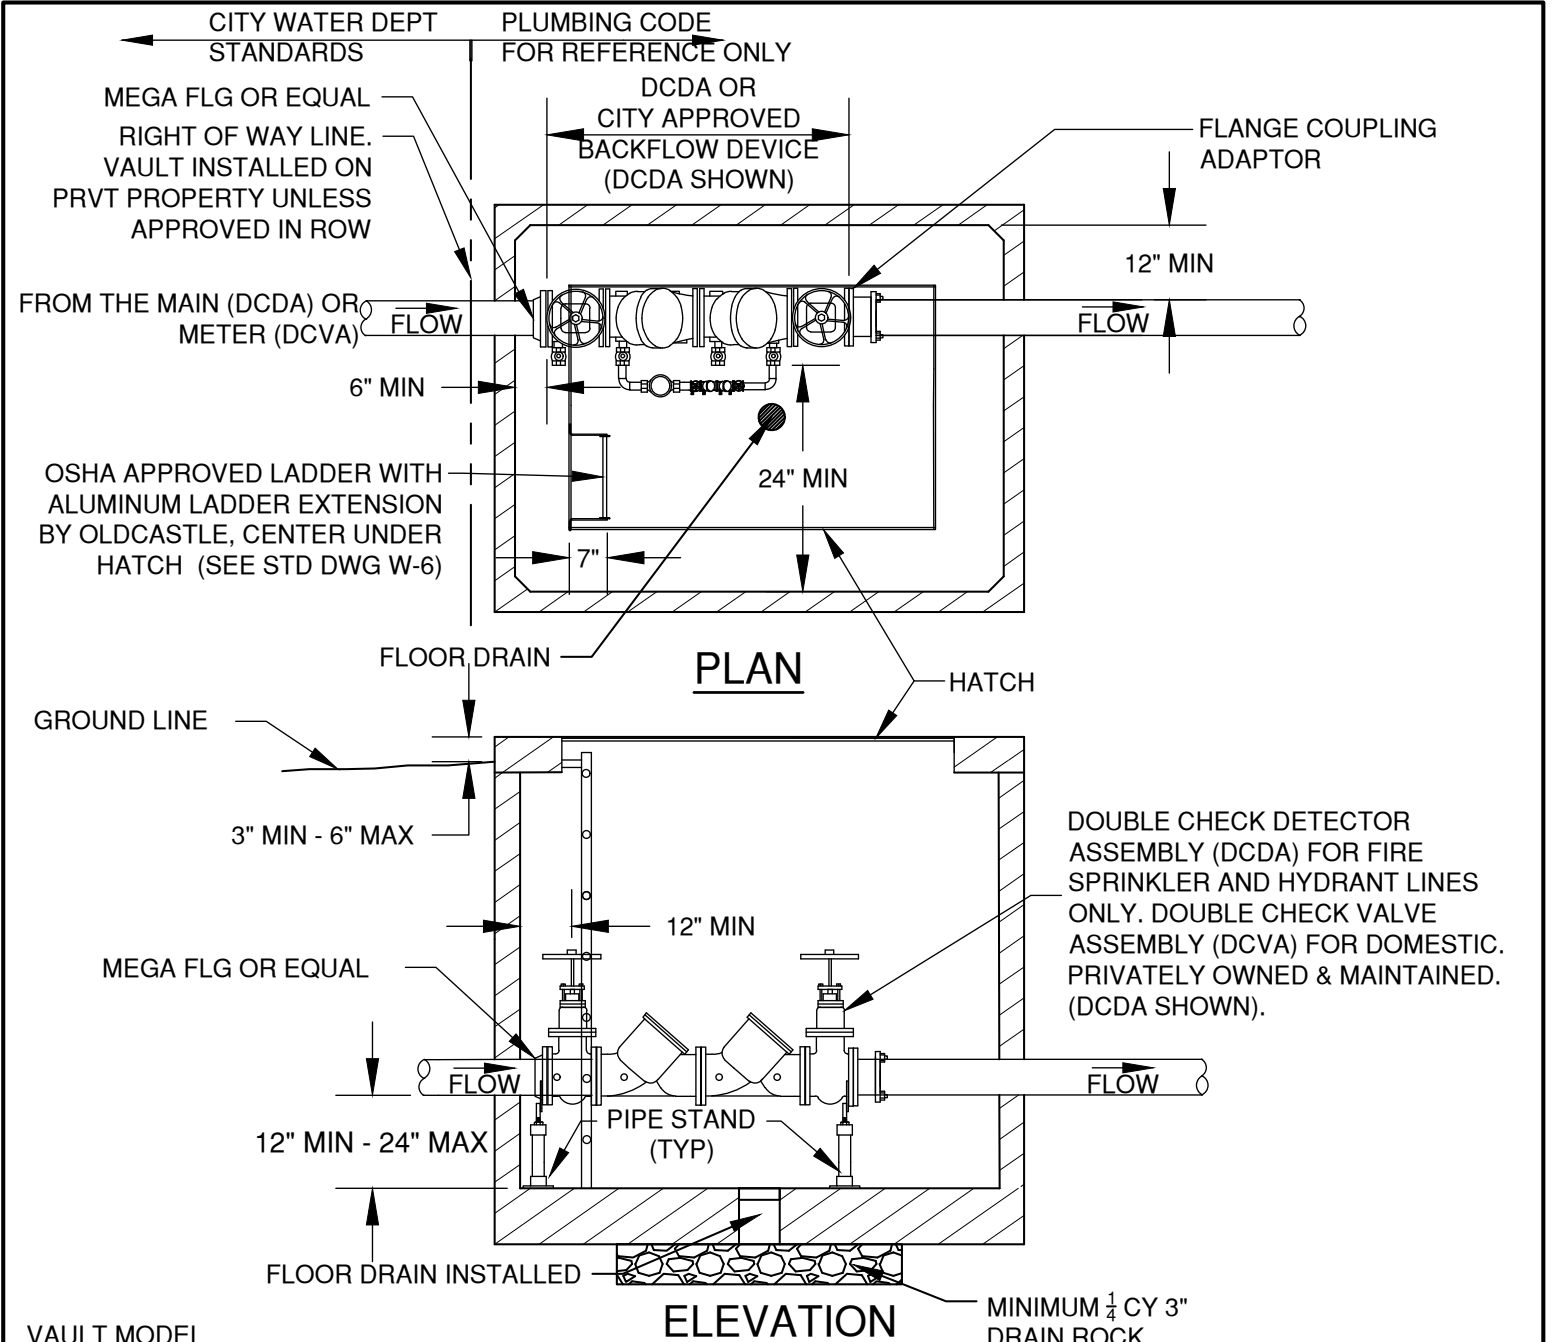 CITY WATER DEPT
STANDARDS
PLUMBING CODE
FOR REFERENCE ONLY
MEGA FLG OR EQUAL
RIGHT OF WAY LINE.
VAULT INSTALLED ON
PRVT PROPERTY UNLESS
APPROVED IN ROW
DCDA OR
CITY APPROVED
BACKFLOW DEVICE
(DCDA SHOWN)
FLANGE COUPLING
ADAPTOR
12" MIN
FROM THE MAIN (DCDA) OR
METER (DCVA)
FLOW
FLOW
6" MIN
OSHA APPROVED LADDER WITH
ALUMINUM LADDER EXTENSION
BY OLDCASTLE, CENTER UNDER
HATCH (SEE STD DWG W-6)
24" MIN
7"
FLOOR DRAIN
PLAN
HATCH
GROUND LINE
3" MIN - 6" MAX
DOUBLE CHECK DETECTOR
ASSEMBLY (DCDA) FOR FIRE
SPRINKLER AND HYDRANT LINES
ONLY. DOUBLE CHECK VALVE
ASSEMBLY (DCVA) FOR DOMESTIC.
PRIVATELY OWNED & MAINTAINED.
(DCDA SHOWN).
12" MIN
MEGA FLG OR EQUAL
FLOW
FLOW
12" MIN - 24" MAX
PIPE STAND
(TYP)
FLOOR DRAIN INSTALLED
ELEVATION
MINIMUM 1/4 CY 3"
DRAIN ROCK
VAULT MODEL